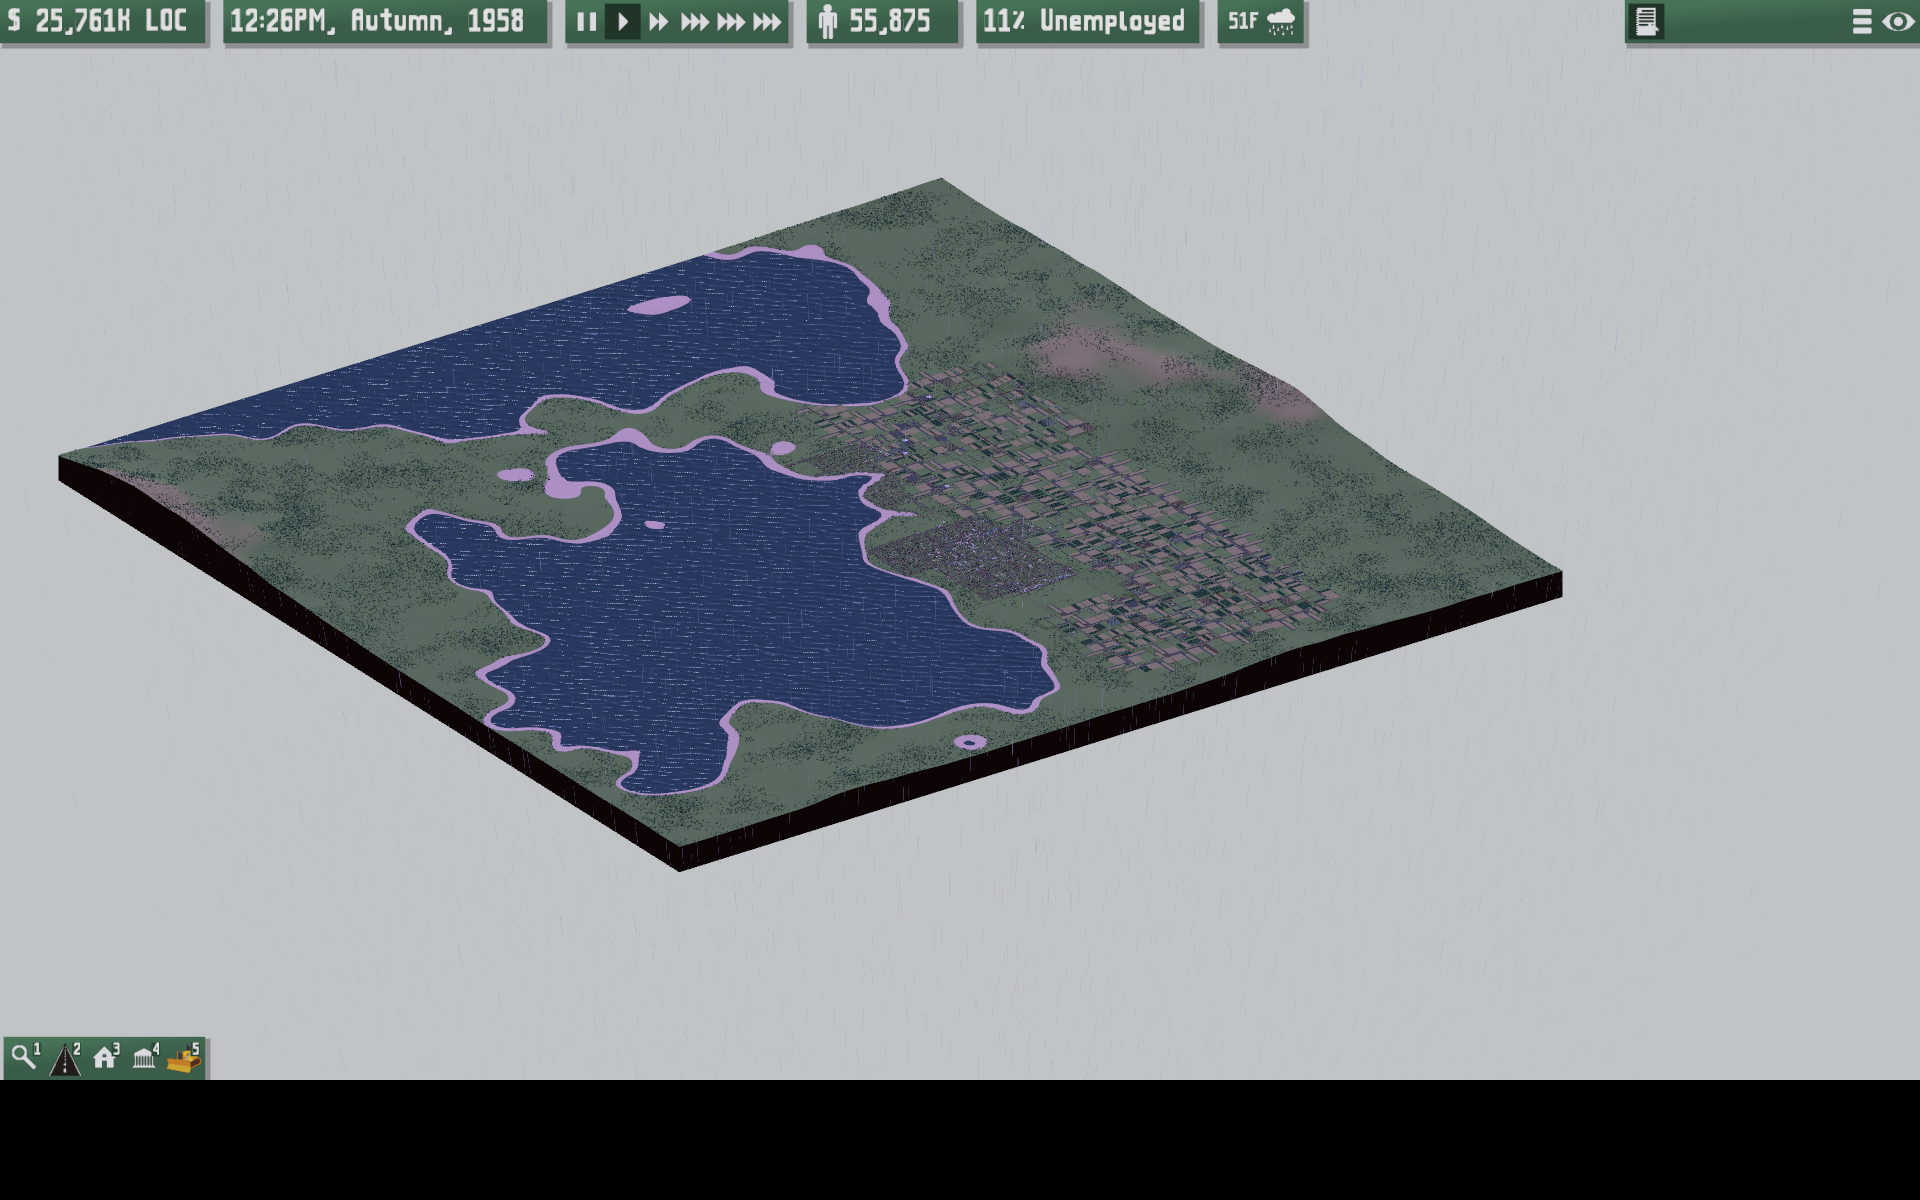 $ 25,761K LOC
12:26PM, Autumn, 1958
55,875
11% Unemployed
51F
1 2 3 4 5